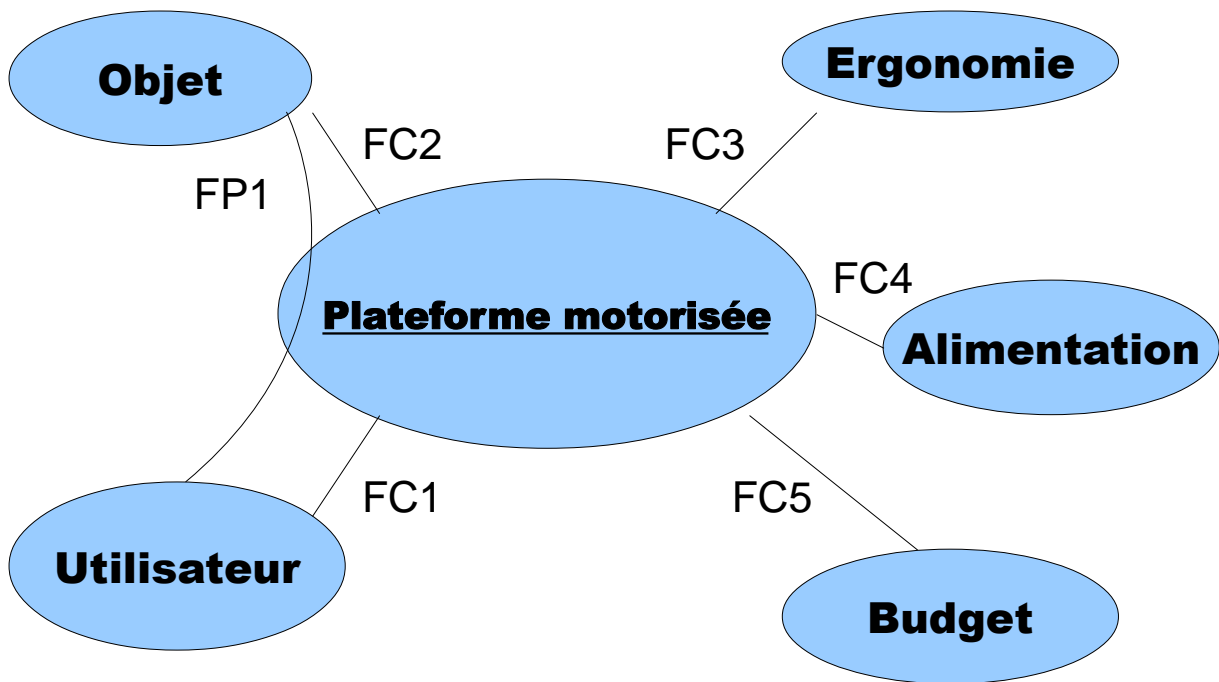 Objet
Ergonomie
FC2
FC3
FP1
FC4
Plateforme motorisée
Alimentation
FC1
FC5
Utilisateur
Budget